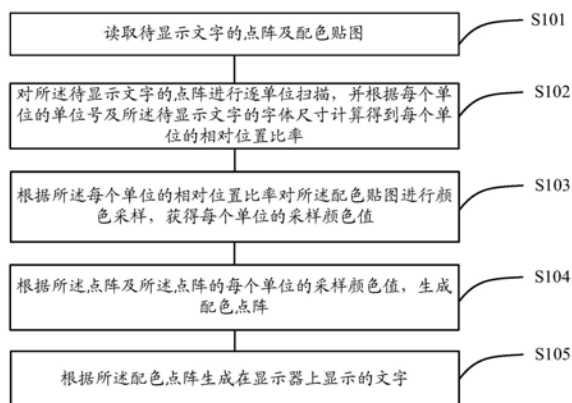 读取待显示文字的点阵及配色贴图
S101
对所述待显示文字的点阵进行逐单位扫描，并根据每个单
位的单位号及所述待显示文字的字体尺寸计算得到每个单
位的相对位置比率
S102
根据所述每个单位的相对位置比率对所述配色贴图进行颜
色采样，获得每个单位的采样颜色值
S103
根据所述点阵及所述点阵的每个单位的采样颜色值，生成
配色点阵
S104
根据所述配色点阵生成在显示器上显示的文字
S105